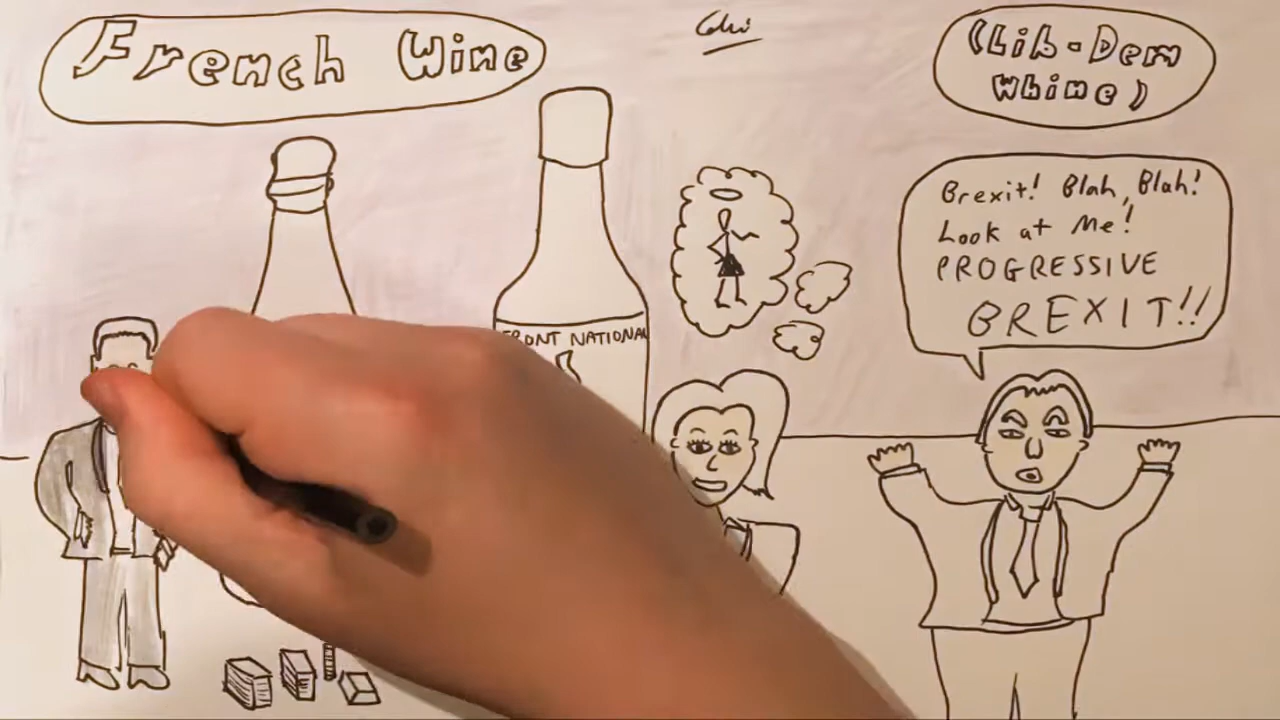 French Wine
(Lib-Dem
Whine)
Brexit! Blah, Blah!
Look at Me!
PROGRESSIVE
BREXIT!!
FRONT NATIONAL